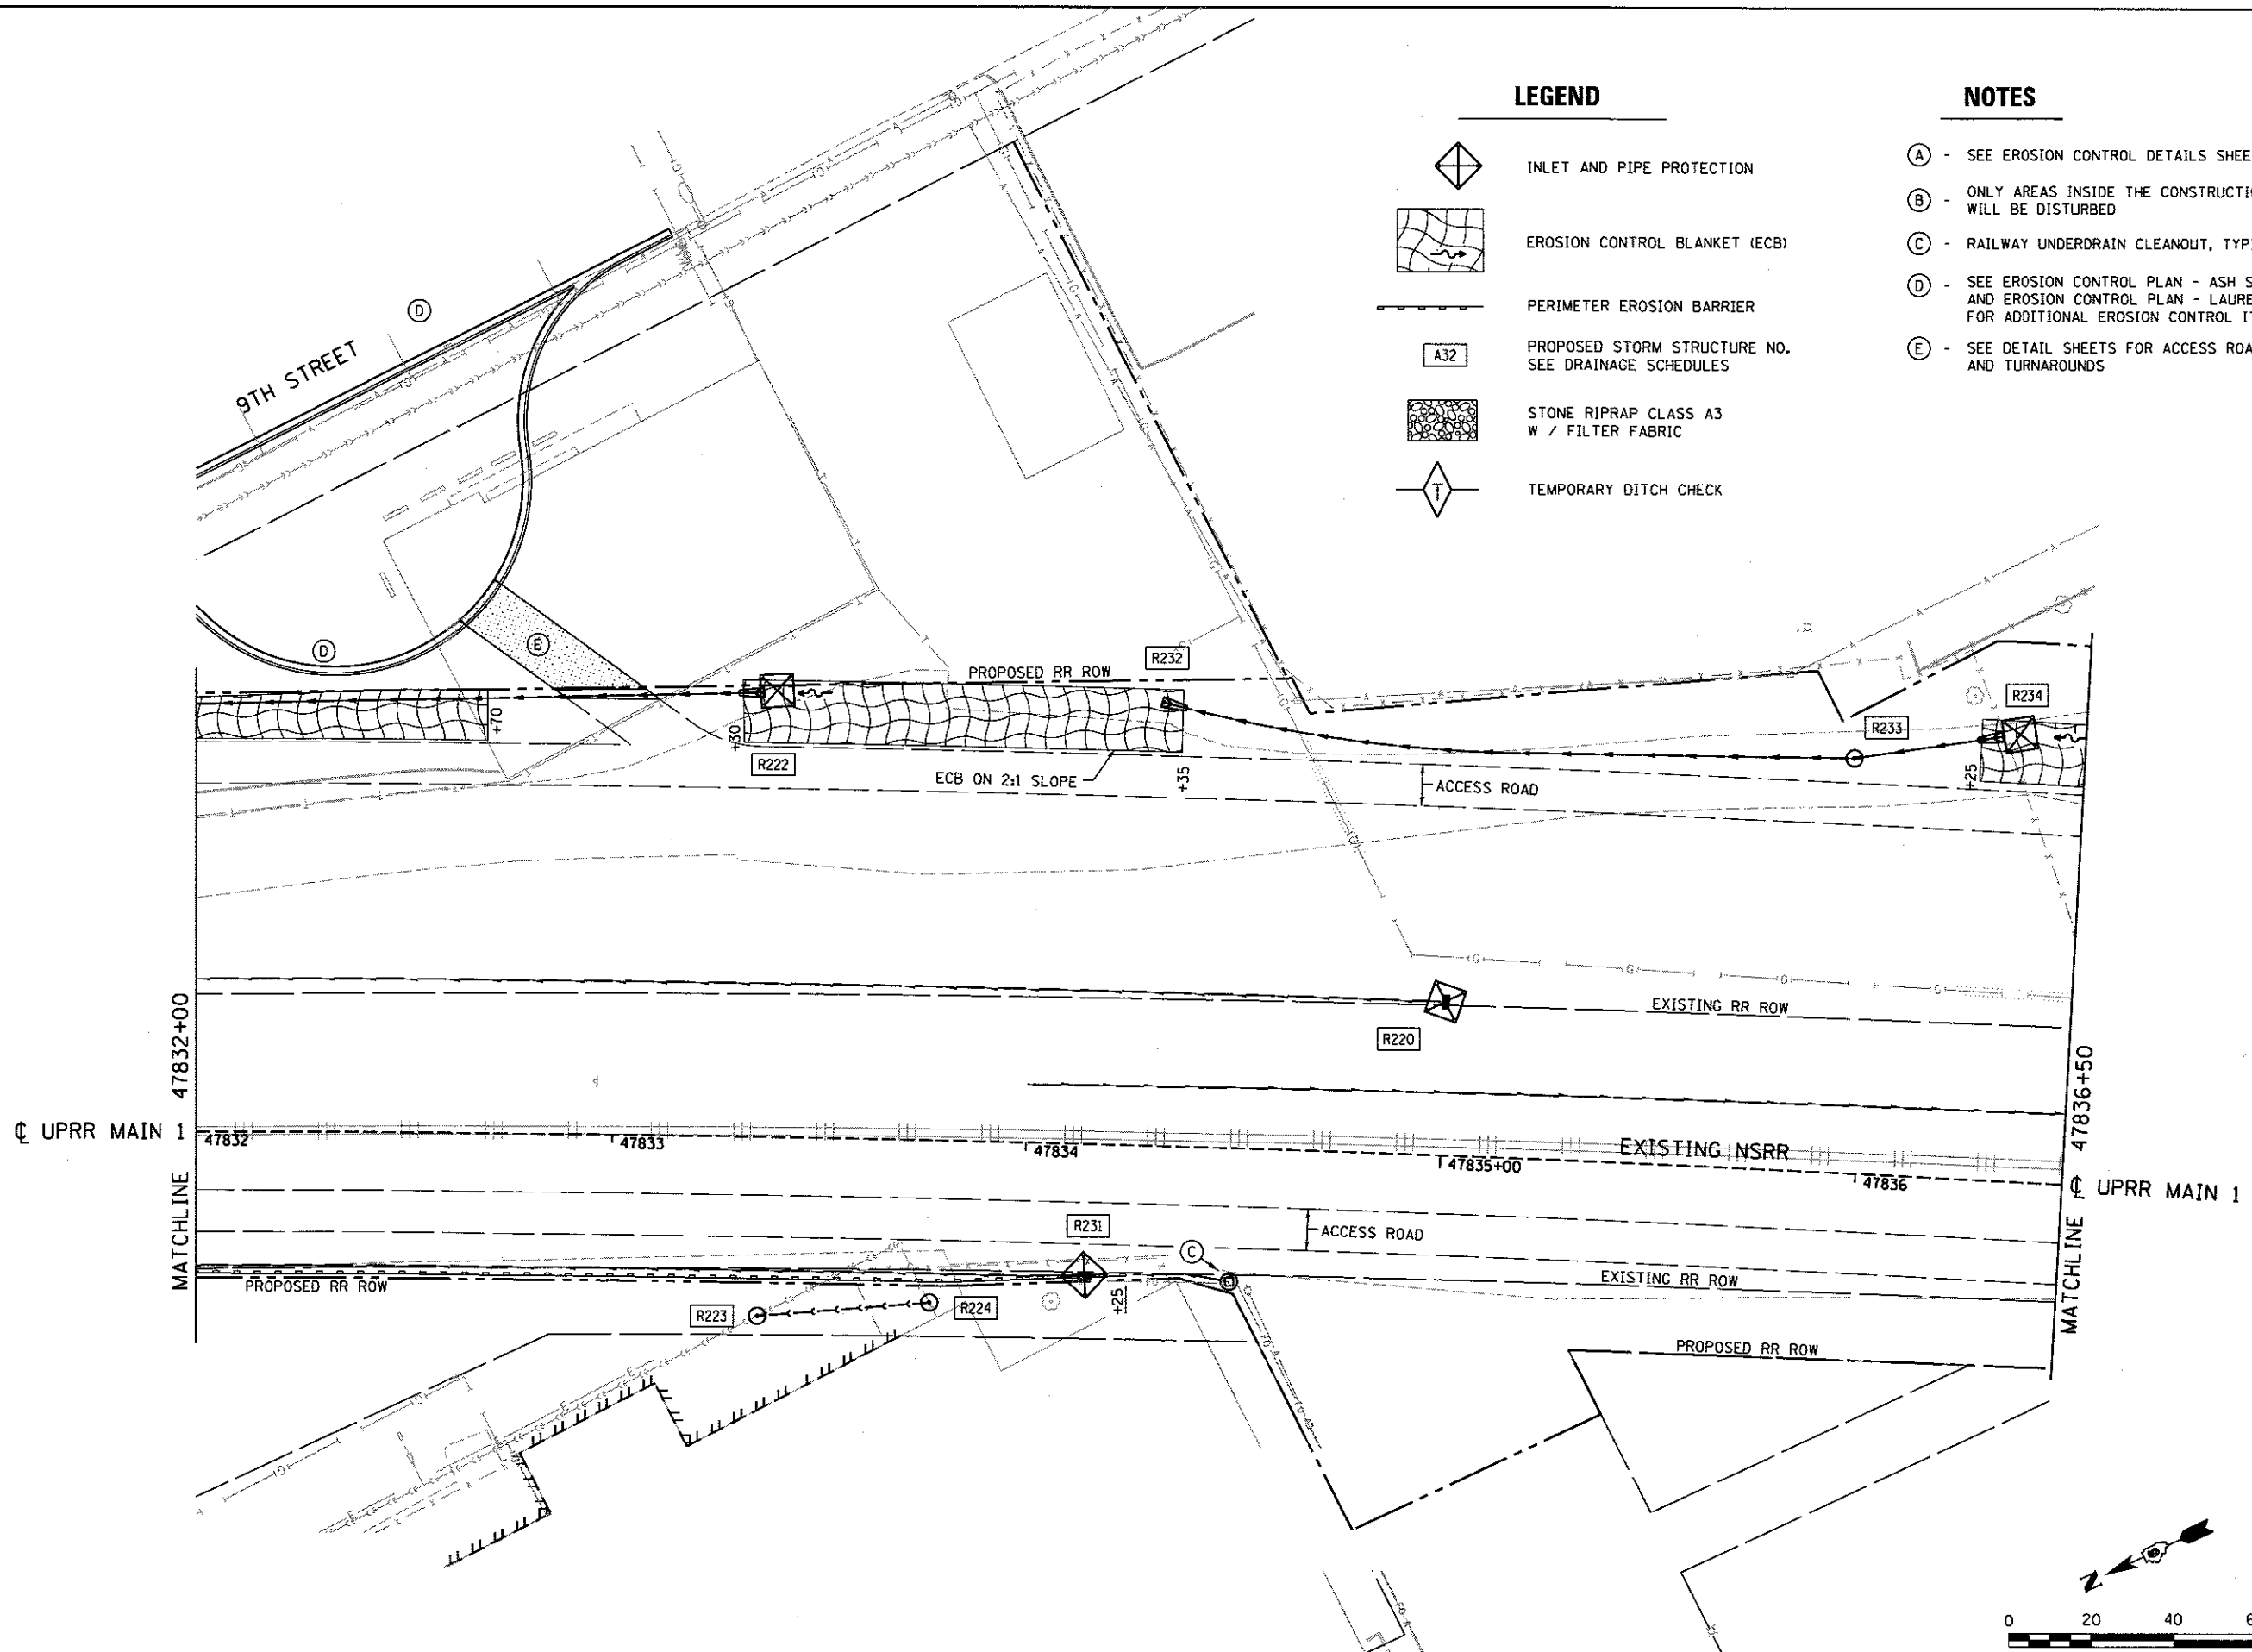 LEGEND
INLET AND PIPE PROTECTION
EROSION CONTROL BLANKET (ECB)
PERIMETER EROSION BARRIER
A32
PROPOSED STORM STRUCTURE NO.
SEE DRAINAGE SCHEDULES
STONE RIPRAP CLASS A3
W / FILTER FABRIC
T
TEMPORARY DITCH CHECK
NOTES
A - SEE EROSION CONTROL DETAILS
B - ONLY AREAS INSIDE THE
WILL BE DISTURBED
C - RAILWAY UNDERDRAIN CLEANOUT,
D - SEE EROSION CONTROL PLAN - ASH
AND EROSION CONTROL PLAN -
FOR ADDITIONAL EROSION CONTROL
E - SEE DETAIL SHEETS FOR ACCESS
AND TURNAROUNDS
D
9TH STREET
D
E
R232
PROPOSED RR ROW
R234
R233
+70
+30
R222
ECB ON 2:1 SLOPE
+35
ACCESS ROAD
+25
EXISTING RR ROW
R220
MATCHLINE 47832+00
MATCHLINE 47836+50
℄ UPRR MAIN 1
47832
47833
47834
47835+00
47836
EXISTING NSRR
℄ UPRR MAIN 1
R231
C
ACCESS ROAD
PROPOSED RR ROW
EXISTING RR ROW
R223
R224
+25
PROPOSED RR ROW
N
0 20 40